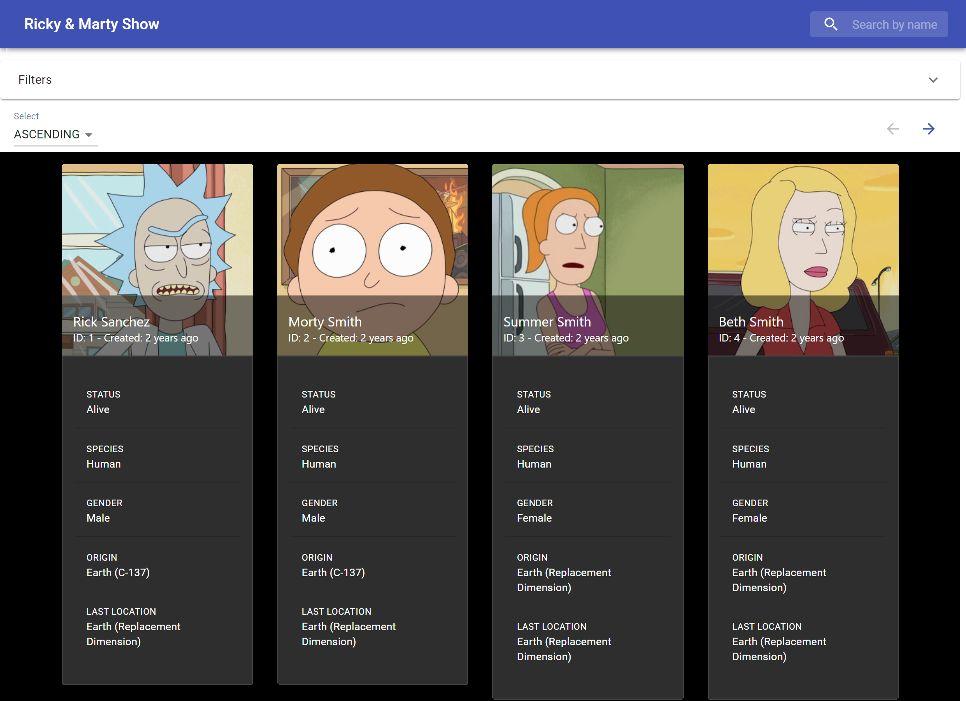 Ricky & Marty Show
Search by name
Filters
Select
ASCENDING
Rick Sanchez
ID: 1 - Created: 2 years ago
STATUS
Alive
SPECIES
Human
GENDER
Male
ORIGIN
Earth (C-137)
LAST LOCATION
Earth (Replacement
Dimension)
Morty Smith
ID: 2 - Created: 2 years ago
STATUS
Alive
SPECIES
Human
GENDER
Male
ORIGIN
Earth (C-137)
LAST LOCATION
Earth (Replacement
Dimension)
Summer Smith
ID: 3 - Created: 2 years ago
STATUS
Alive
SPECIES
Human
GENDER
Female
ORIGIN
Earth (Replacement
Dimension)
LAST LOCATION
Earth (Replacement
Dimension)
Beth Smith
ID: 4 - Created: 2 years ago
STATUS
Alive
SPECIES
Human
GENDER
Female
ORIGIN
Earth (Replacement
Dimension)
LAST LOCATION
Earth (Replacement
Dimension)